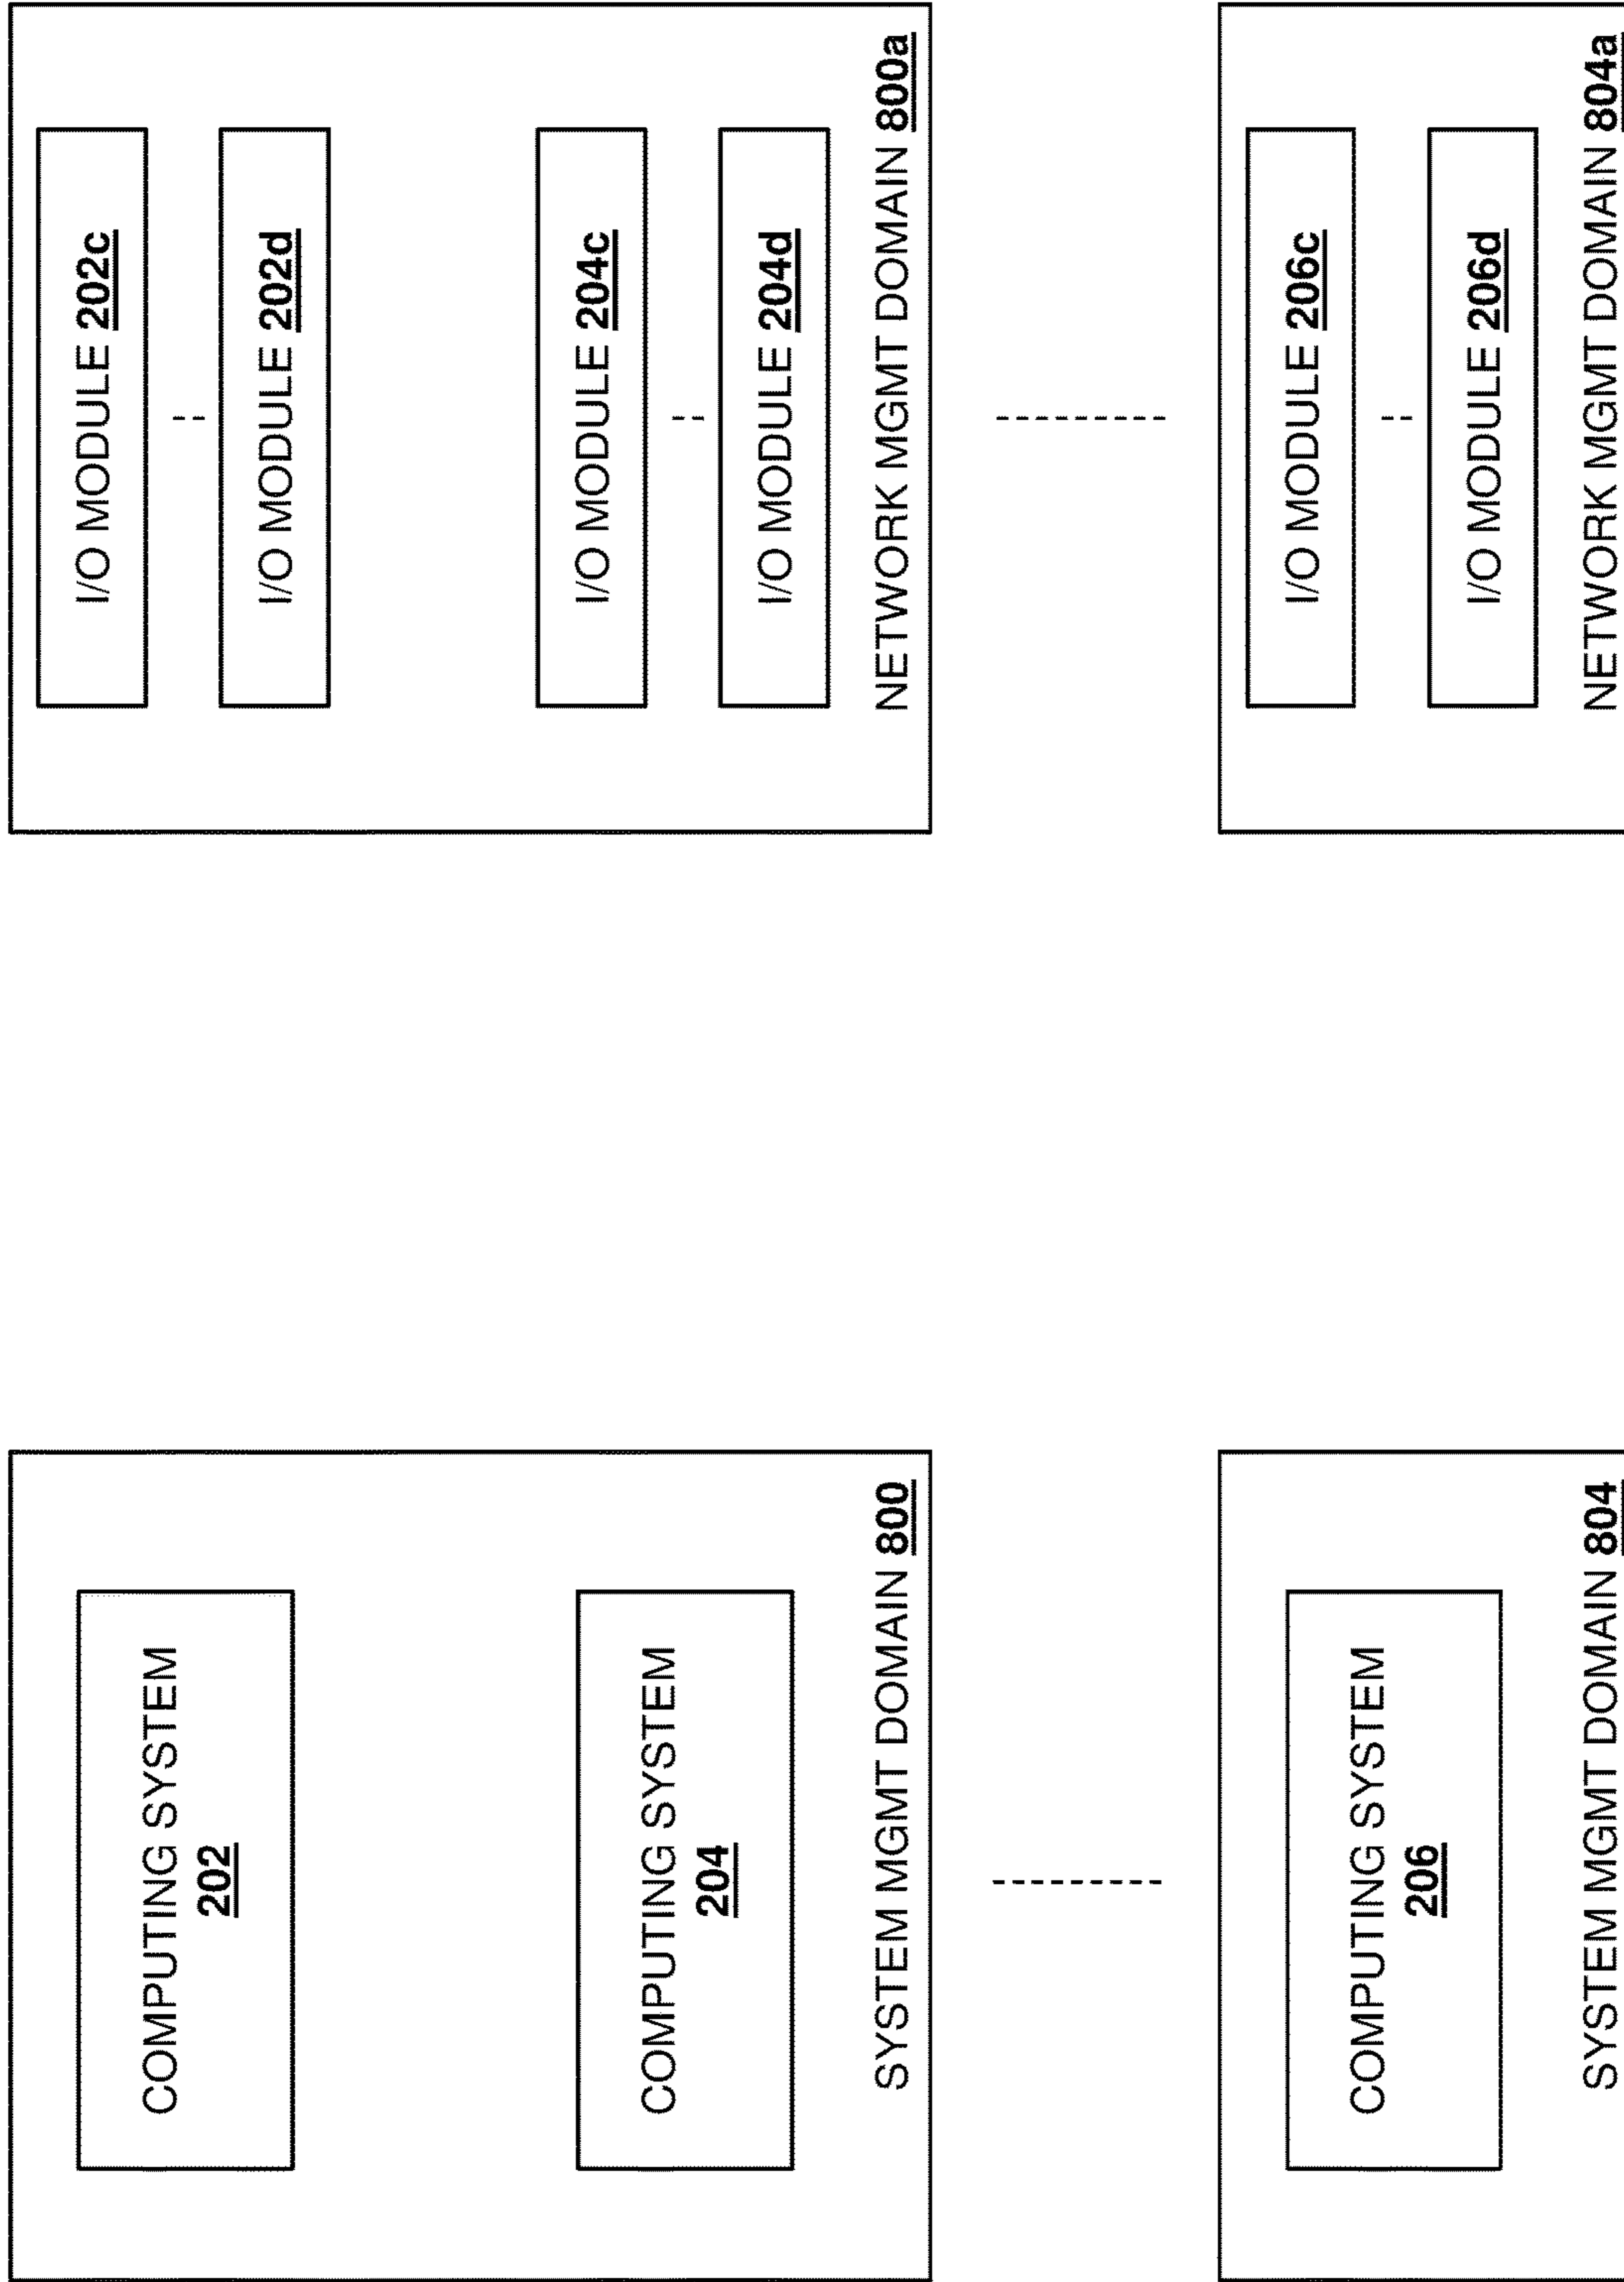 COMPUTING SYSTEM
202
COMPUTING SYSTEM
204
SYSTEM MGMT DOMAIN 800
COMPUTING SYSTEM
206
SYSTEM MGMT DOMAIN 804
I/O MODULE 202c
I/O MODULE 202d
I/O MODULE 204c
I/O MODULE 204d
NETWORK MGMT DOMAIN 800a
I/O MODULE 206c
I/O MODULE 206d
NETWORK MGMT DOMAIN 804a